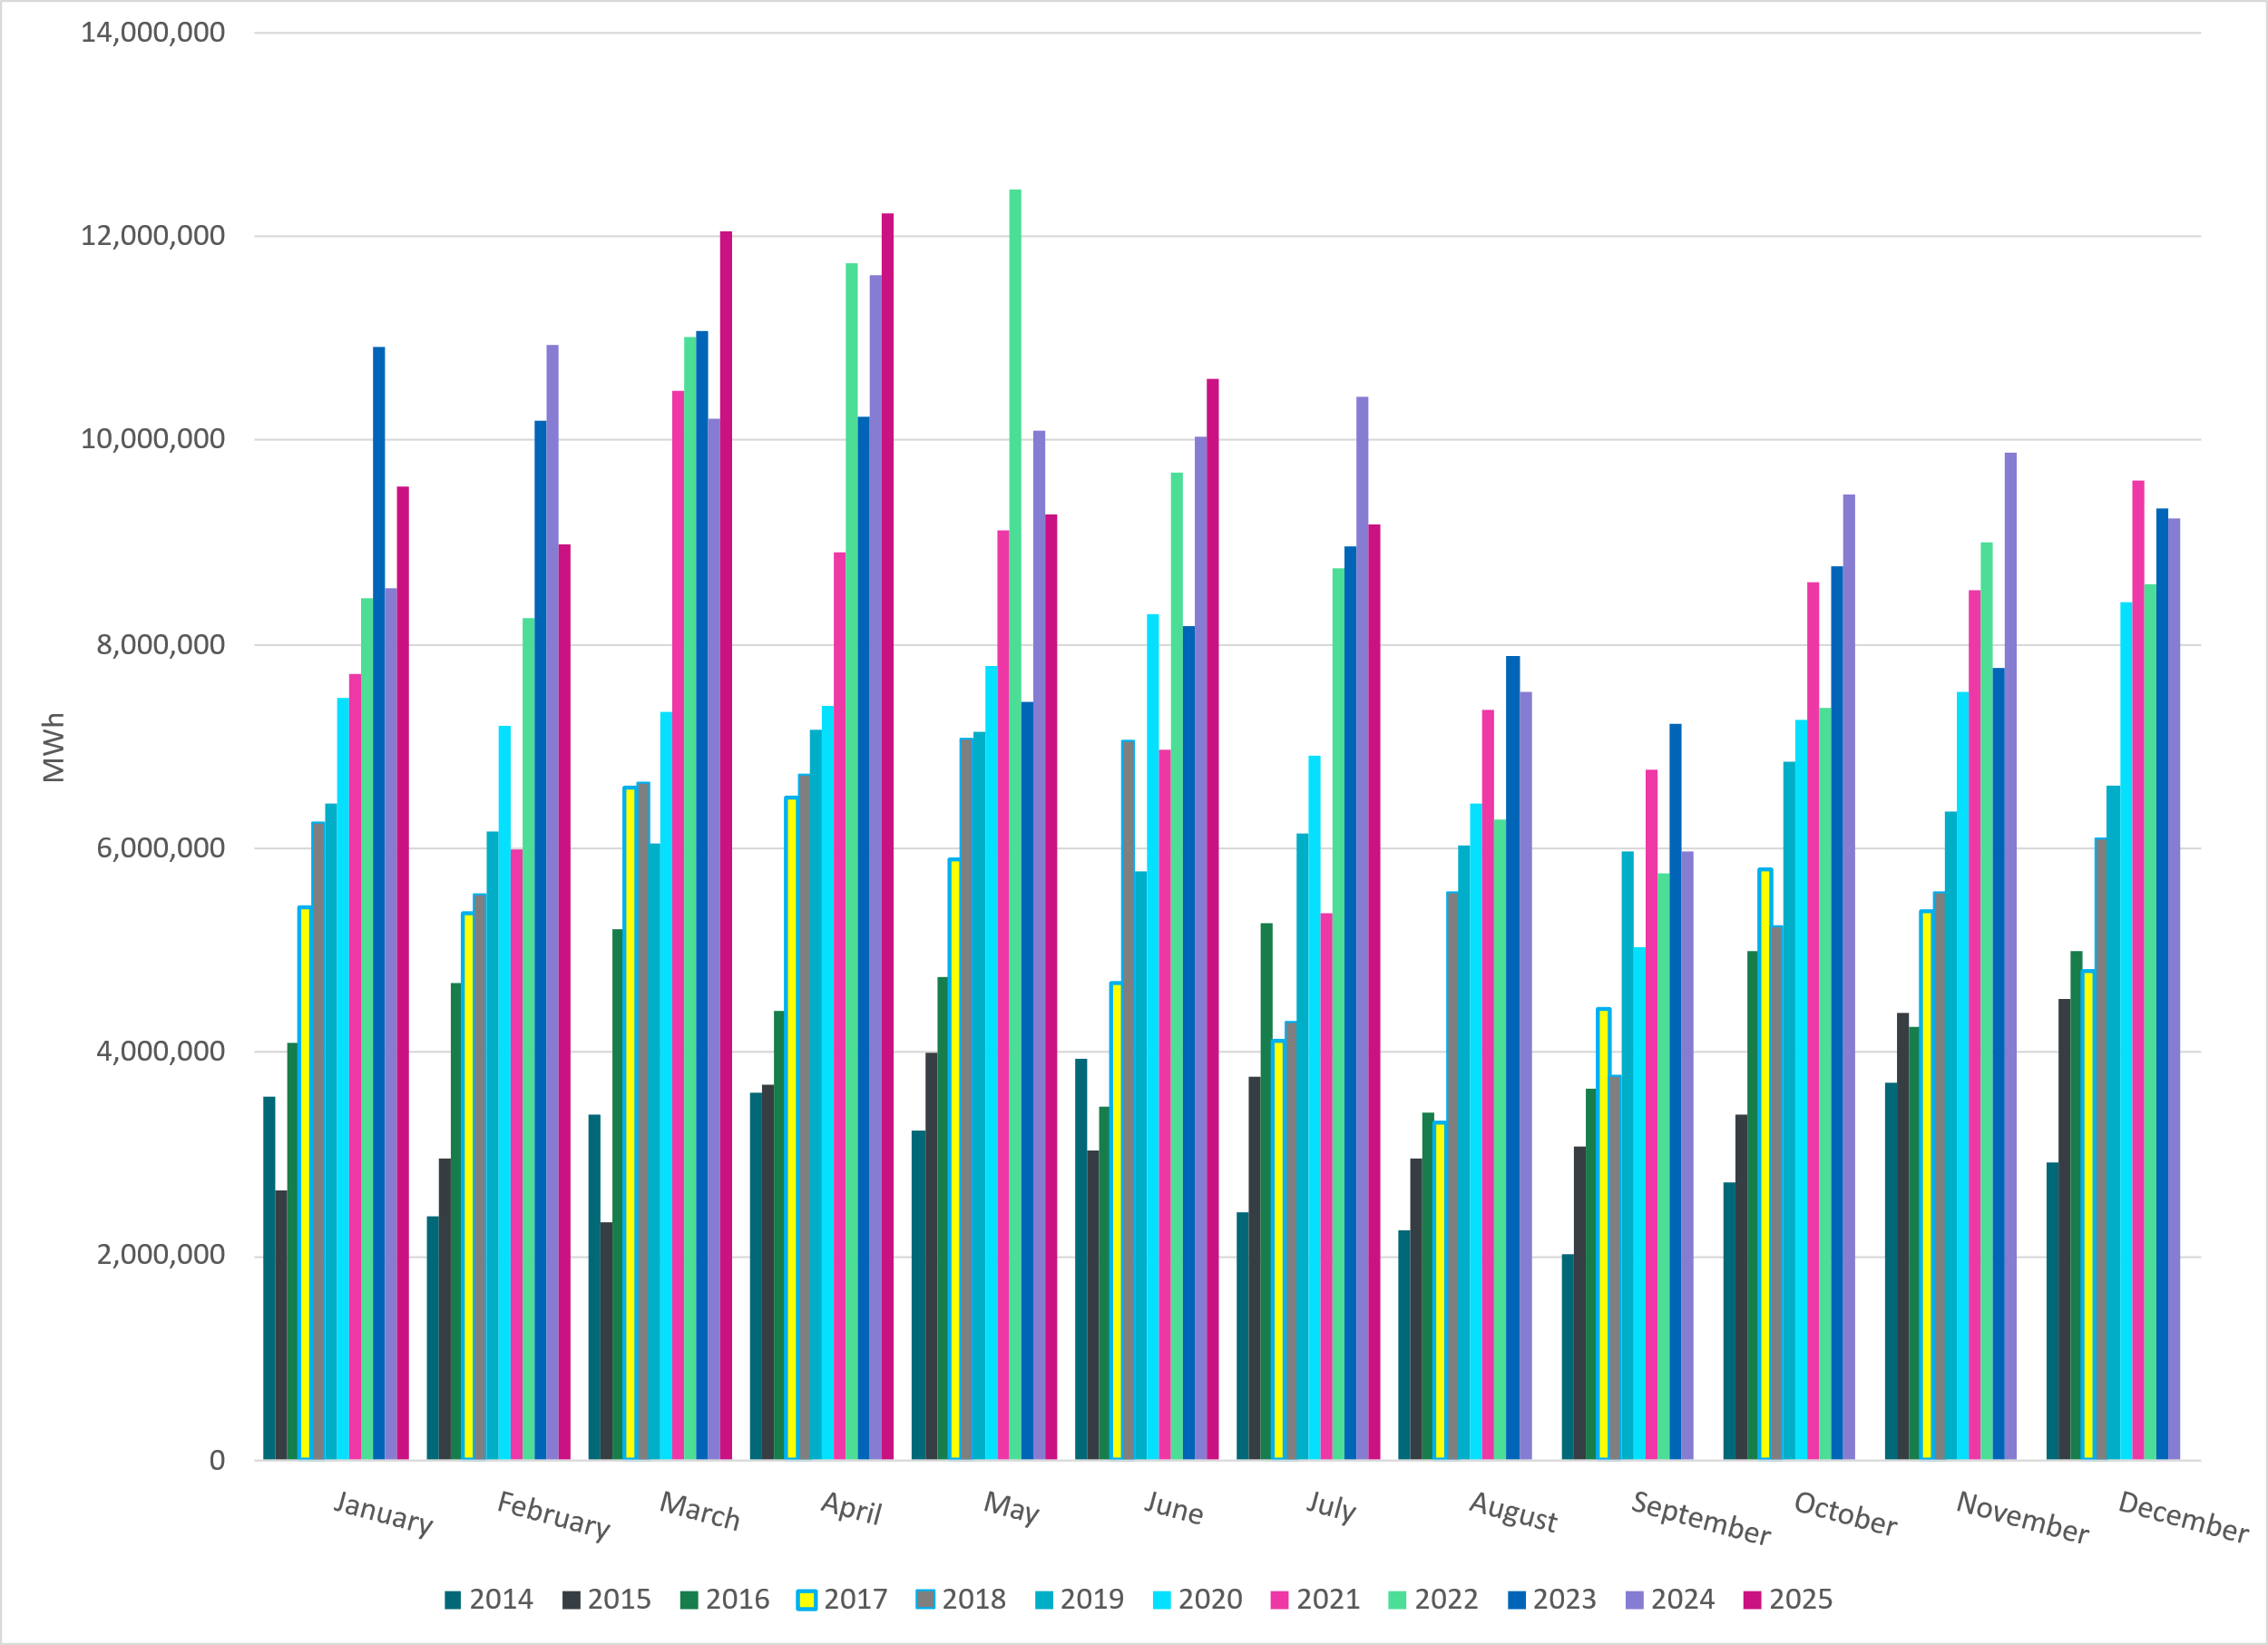 14,000,000
12,000,000
10,000,000
8,000,000
6,000,000
4,000,000
2,000,000
0
MWh
January February March April May June July August September October November December
2014 2015 2016 2017 2018 2019 2020 2021 2022 2023 2024 2025